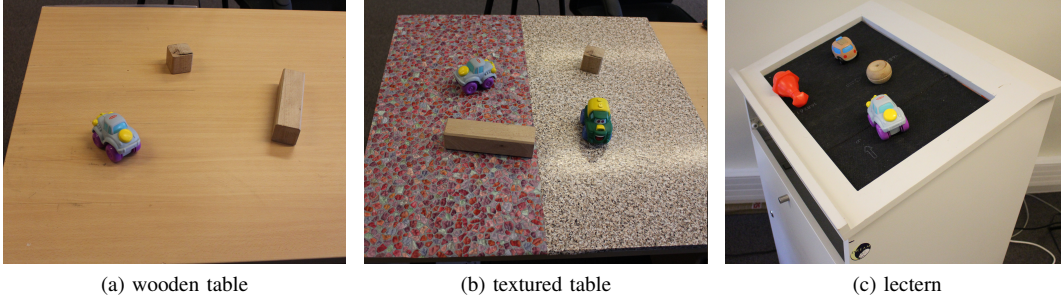 (a) wooden table
(b) textured table
(c) lectern